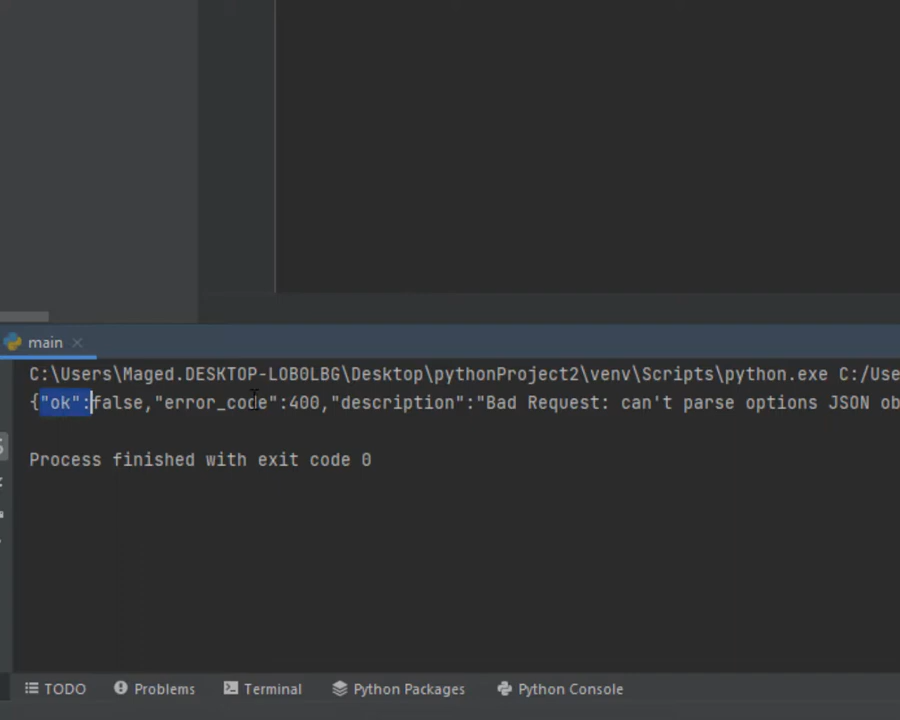 main
C:\Users\Maged.DESKTOP-LOB0LBG\Desktop\pythonProject2\venv\Scripts\python.exe C:/Use
{"ok":false,"error_code":400,"description":"Bad Request: can't parse options JSON ob
Process finished with exit code 0
TODO Problems Terminal Python Packages Python Console